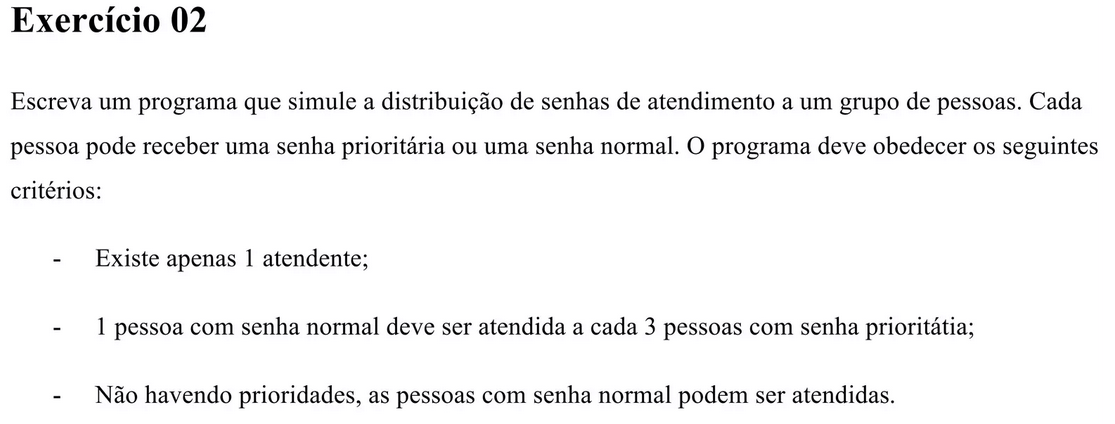 Exercício 02
Escreva um programa que simule a distribuição de senhas de atendimento a um grupo de pessoas. Cada
pessoa pode receber uma senha prioritária ou uma senha normal. O programa deve obedecer os seguintes
critérios:
- Existe apenas 1 atendente;
- 1 pessoa com senha normal deve ser atendida a cada 3 pessoas com senha prioritátia;
- Não havendo prioridades, as pessoas com senha normal podem ser atendidas.